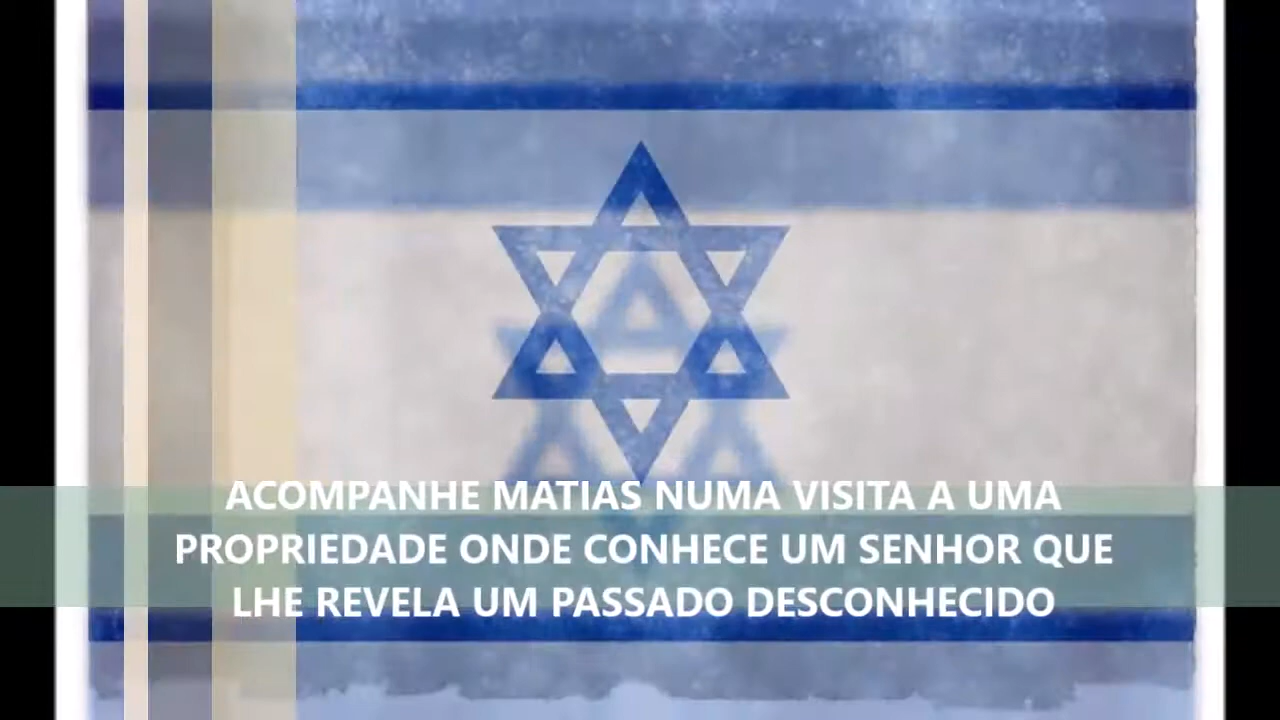 ACOMPANHE MATIAS NUMA VISITA A UMA
PROPRIEDADE ONDE CONHECE UM SENHOR QUE
LHE REVELA UM PASSADO DESCONHECIDO